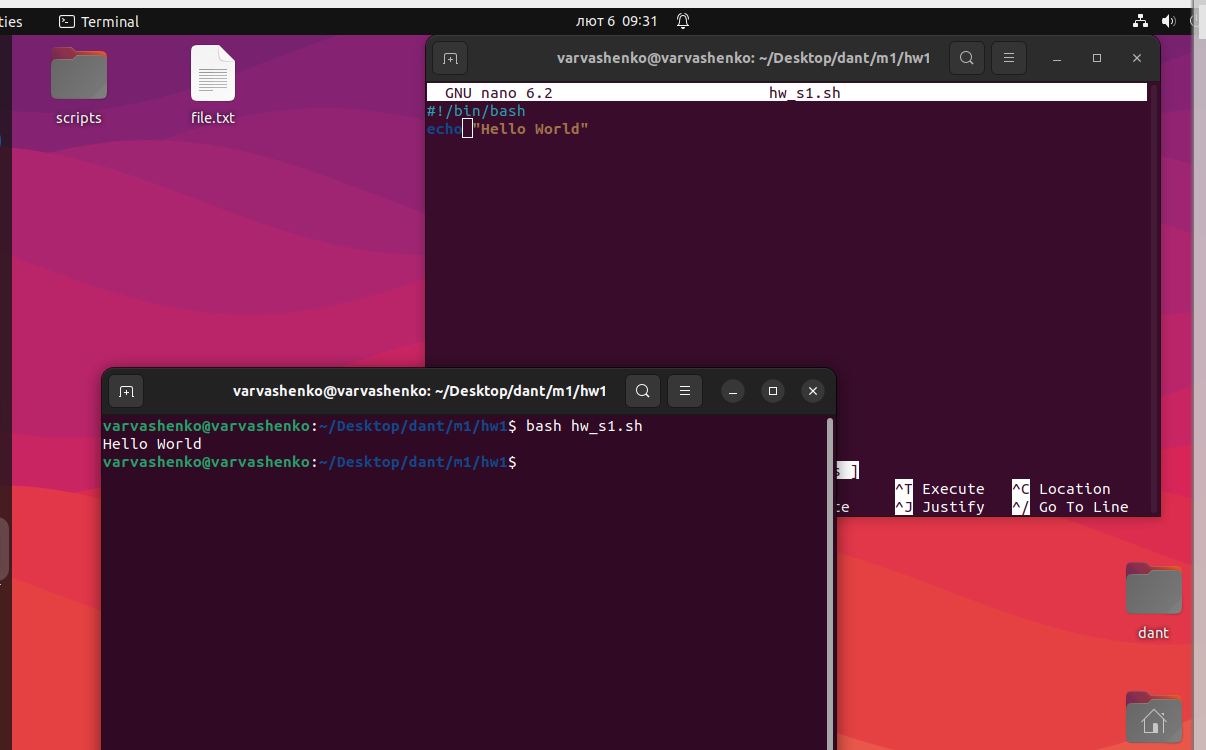 ties
Terminal
лют 6 09:31
scripts
file.txt
varvashenko@varvashenko: ~/Desktop/dant/m1/hw1
GNU nano 6.2 hw_s1.sh
#!/bin/bash
echo "Hello World"
s ]
^T Execute ^C Location
te ^J Justify ^/ Go To Line
varvashenko@varvashenko: ~/Desktop/dant/m1/hw1
varvashenko@varvashenko:~/Desktop/dant/m1/hw1$ bash hw_s1.sh
Hello World
varvashenko@varvashenko:~/Desktop/dant/m1/hw1$
dant